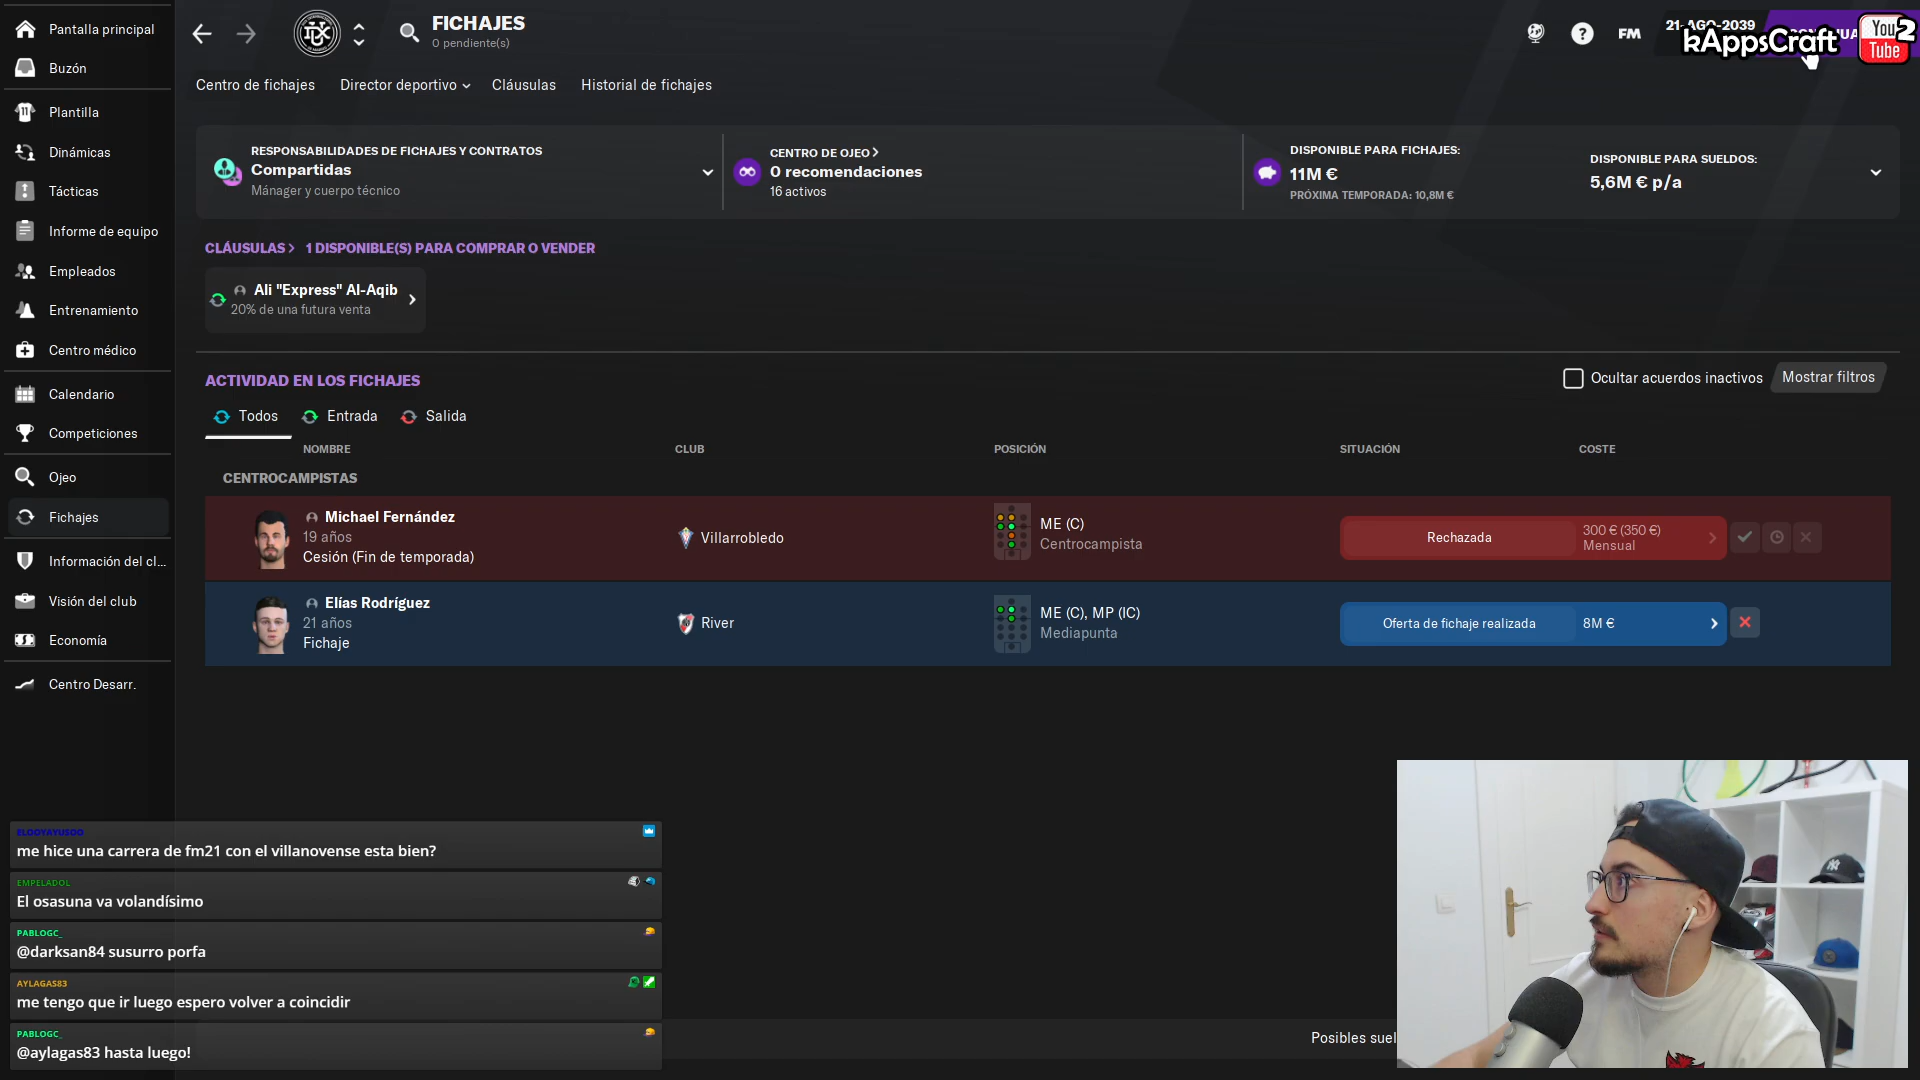 Pantalla principal
Buzón
Plantilla
Dinámicas
Tácticas
Informe de equipo
Empleados
Entrenamiento
Centro médico
Calendario
Competiciones
Ojeo
Fichajes
Información del cl...
Visión del club
Economía
Centro Desarr.
FICHAJES
0 pendiente(s)
FM
21-AGO-2039
kAppsCraft
You2
Tube
Centro de fichajes
Director deportivo
Cláusulas
Historial de fichajes
RESPONSABILIDADES DE FICHAJES Y CONTRATOS
Compartidas
Mánager y cuerpo técnico
CENTRO DE OJEO
0 recomendaciones
16 activos
DISPONIBLE PARA FICHAJES:
11M €
PRÓXIMA TEMPORADA: 10,8M €
DISPONIBLE PARA SUELDOS:
5,6M € p/a
CLÁUSULAS > 1 DISPONIBLE(S) PARA COMPRAR O VENDER
Ali "Express" Al-Aqib
20% de una futura venta
ACTIVIDAD EN LOS FICHAJES
Ocultar acuerdos inactivos
Mostrar filtros
Todos
Entrada
Salida
NOMBRE CLUB POSICIÓN SITUACIÓN COSTE
CENTROCAMPISTAS
Michael Fernández
19 años
Cesión (Fin de temporada)
Villarrobledo
ME (C)
Centrocampista
Rechazada
300 € (350 €)
Mensual
Elías Rodríguez
21 años
Fichaje
River
ME (C), MP (IC)
Mediapunta
Oferta de fichaje realizada
8M €
ELODYAYUSDO
me hice una carrera de fm21 con el villanovense esta bien?
EMPELADOL
El osasuna va volandísimo
PABLOGC_
@darksan84 susurro porfa
AYLAGAS83
me tengo que ir luego espero volver a coincidir
PABLOGC_
@aylagas83 hasta luego!
Posibles suel